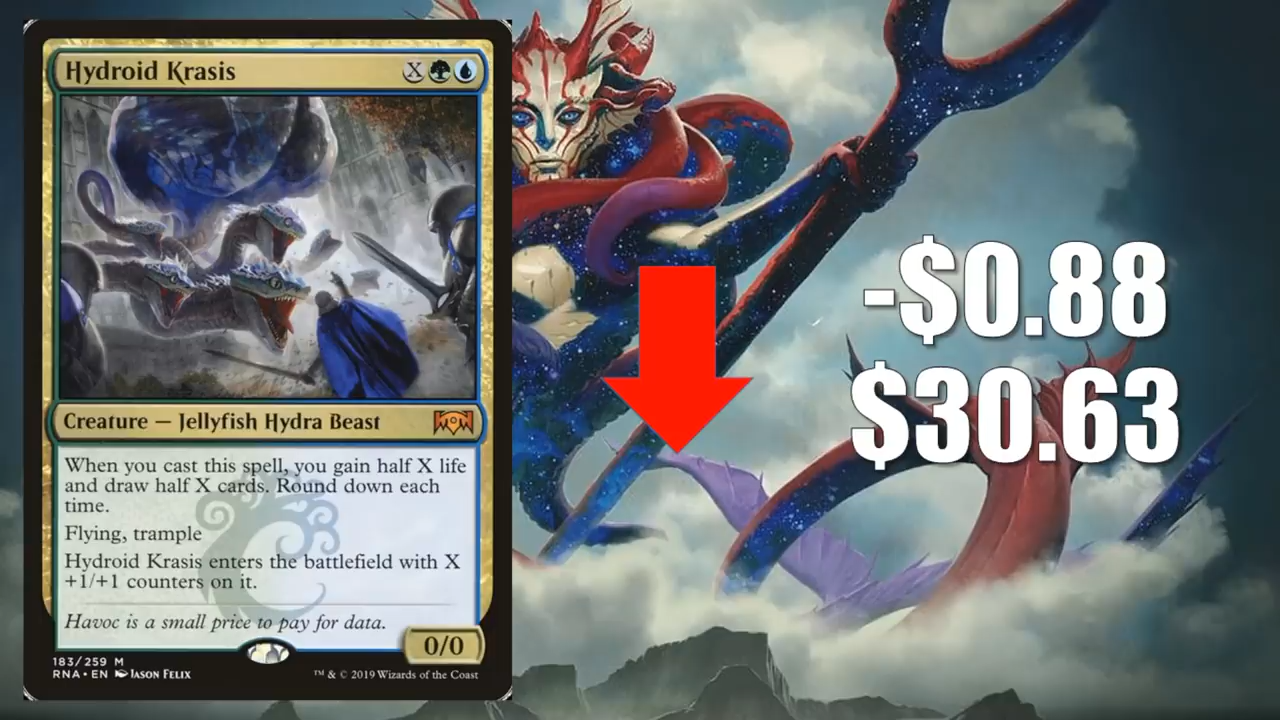 Hydroid Krasis X
Creature — Jellyfish Hydra Beast
When you cast this spell, you gain half X life
and draw half X cards. Round down each
time.
Flying, trample
Hydroid Krasis enters the battlefield with X
+1/+1 counters on it.
Havoc is a small price to pay for data.
0/0
183/259 M
RNA • EN JASON FELIX
™ & © 2019 Wizards of the Coast
-$0.88
$30.63